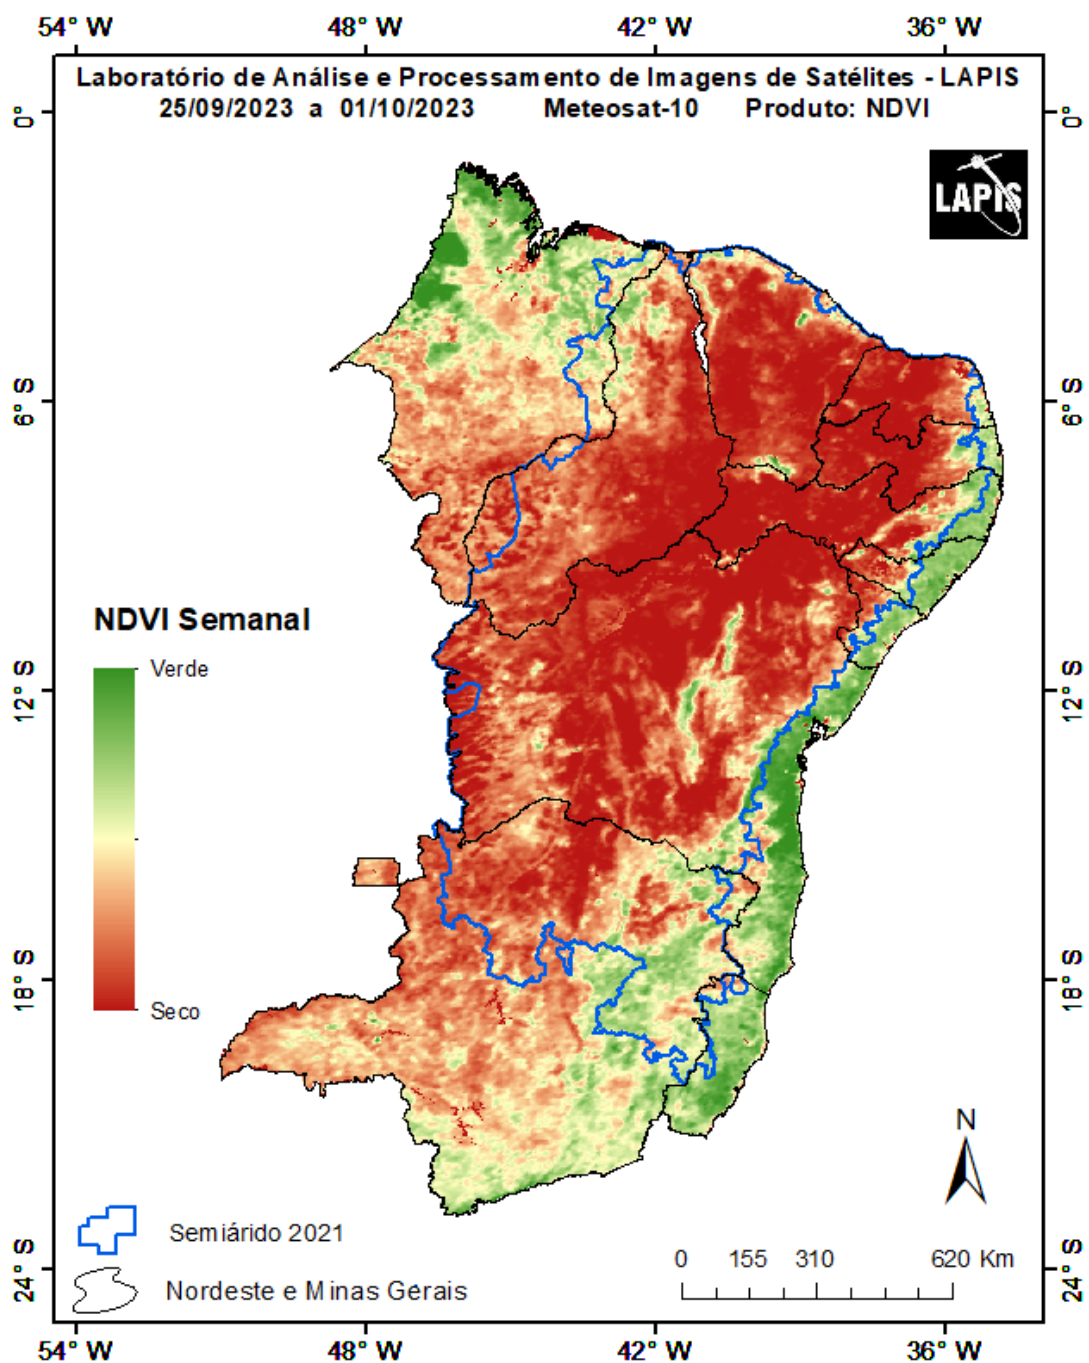 54° W 48° W 42° W 36° W
Laboratório de Análise e Processamento de Imagens de Satélites - LAPIS
25/09/2023 a 01/10/2023 Meteosat-10 Produto: NDVI
0° 0°
LAPIS
6° S 6° S
NDVI Semanal
Verde
12° S 12° S
18° S 18° S
Seco
N
Semiárido 2021
0 155 310 620 Km
24° S 24° S
Nordeste e Minas Gerais
54° W 48° W 42° W 36° W